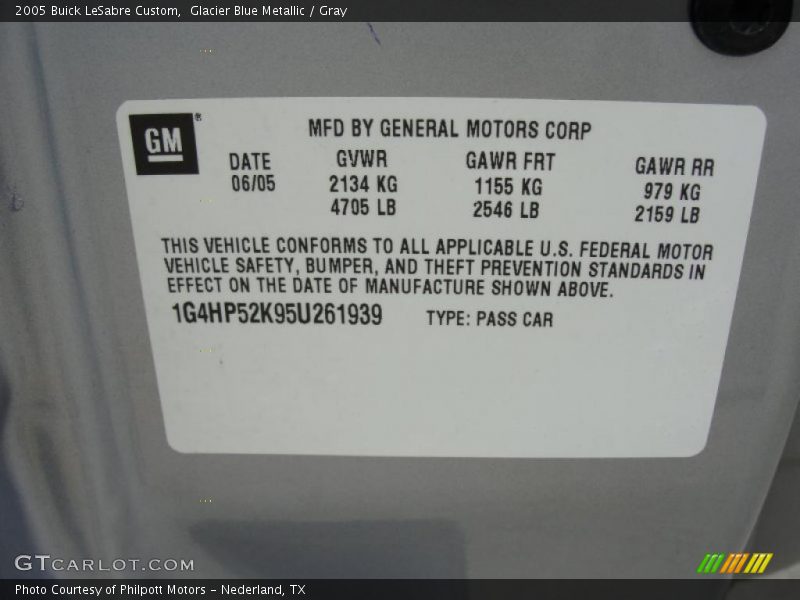 2005 Buick LeSabre Custom,  Glacier Blue Metallic / Gray
GM®
MFD BY GENERAL MOTORS CORP
DATE GVWR GAWR FRT GAWR RR
06/05 2134 KG 1155 KG 979 KG
4705 LB 2546 LB 2159 LB
THIS VEHICLE CONFORMS TO ALL APPLICABLE U.S. FEDERAL MOTOR
VEHICLE SAFETY, BUMPER, AND THEFT PREVENTION STANDARDS IN
EFFECT ON THE DATE OF MANUFACTURE SHOWN ABOVE.
1G4HP52K95U261939 TYPE: PASS CAR
GTCARLOT.COM
Photo Courtesy of Philpott Motors - Nederland, TX